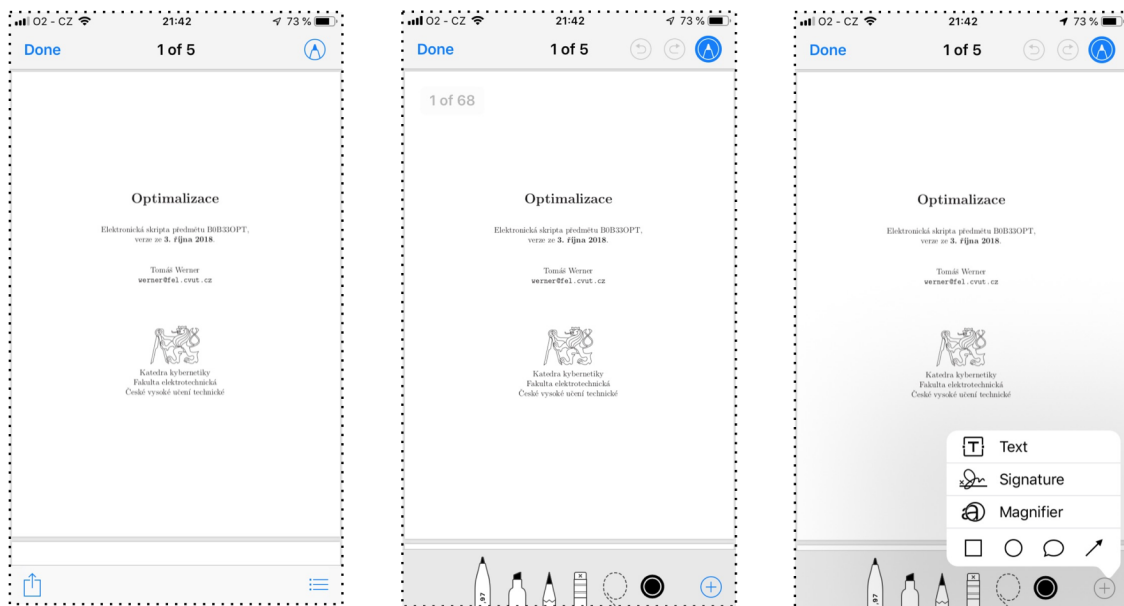 O2 - CZ 21:42 73 %
Done 1 of 5
Optimalizace
Elektronická skripta předmětu B0B33OPT,
verze ze 3. října 2018.
Tomáš Werner
werner@fel.cvut.cz
Katedra kybernetiky
Fakulta elektrotechnická
České vysoké učení technické
O2 - CZ 21:42 73 %
Done 1 of 5
1 of 68
Optimalizace
Elektronická skripta předmětu B0B33OPT,
verze ze 3. října 2018.
Tomáš Werner
werner@fel.cvut.cz
Katedra kybernetiky
Fakulta elektrotechnická
České vysoké učení technické
97
O2 - CZ 21:42 73 %
Done 1 of 5
Optimalizace
Elektronická skripta předmětu B0B33OPT,
verze ze 3. října 2018.
Tomáš Werner
werner@fel.cvut.cz
Katedra kybernetiky
Fakulta elektrotechnická
České vysoké učení technické
Text
Signature
Magnifier
97